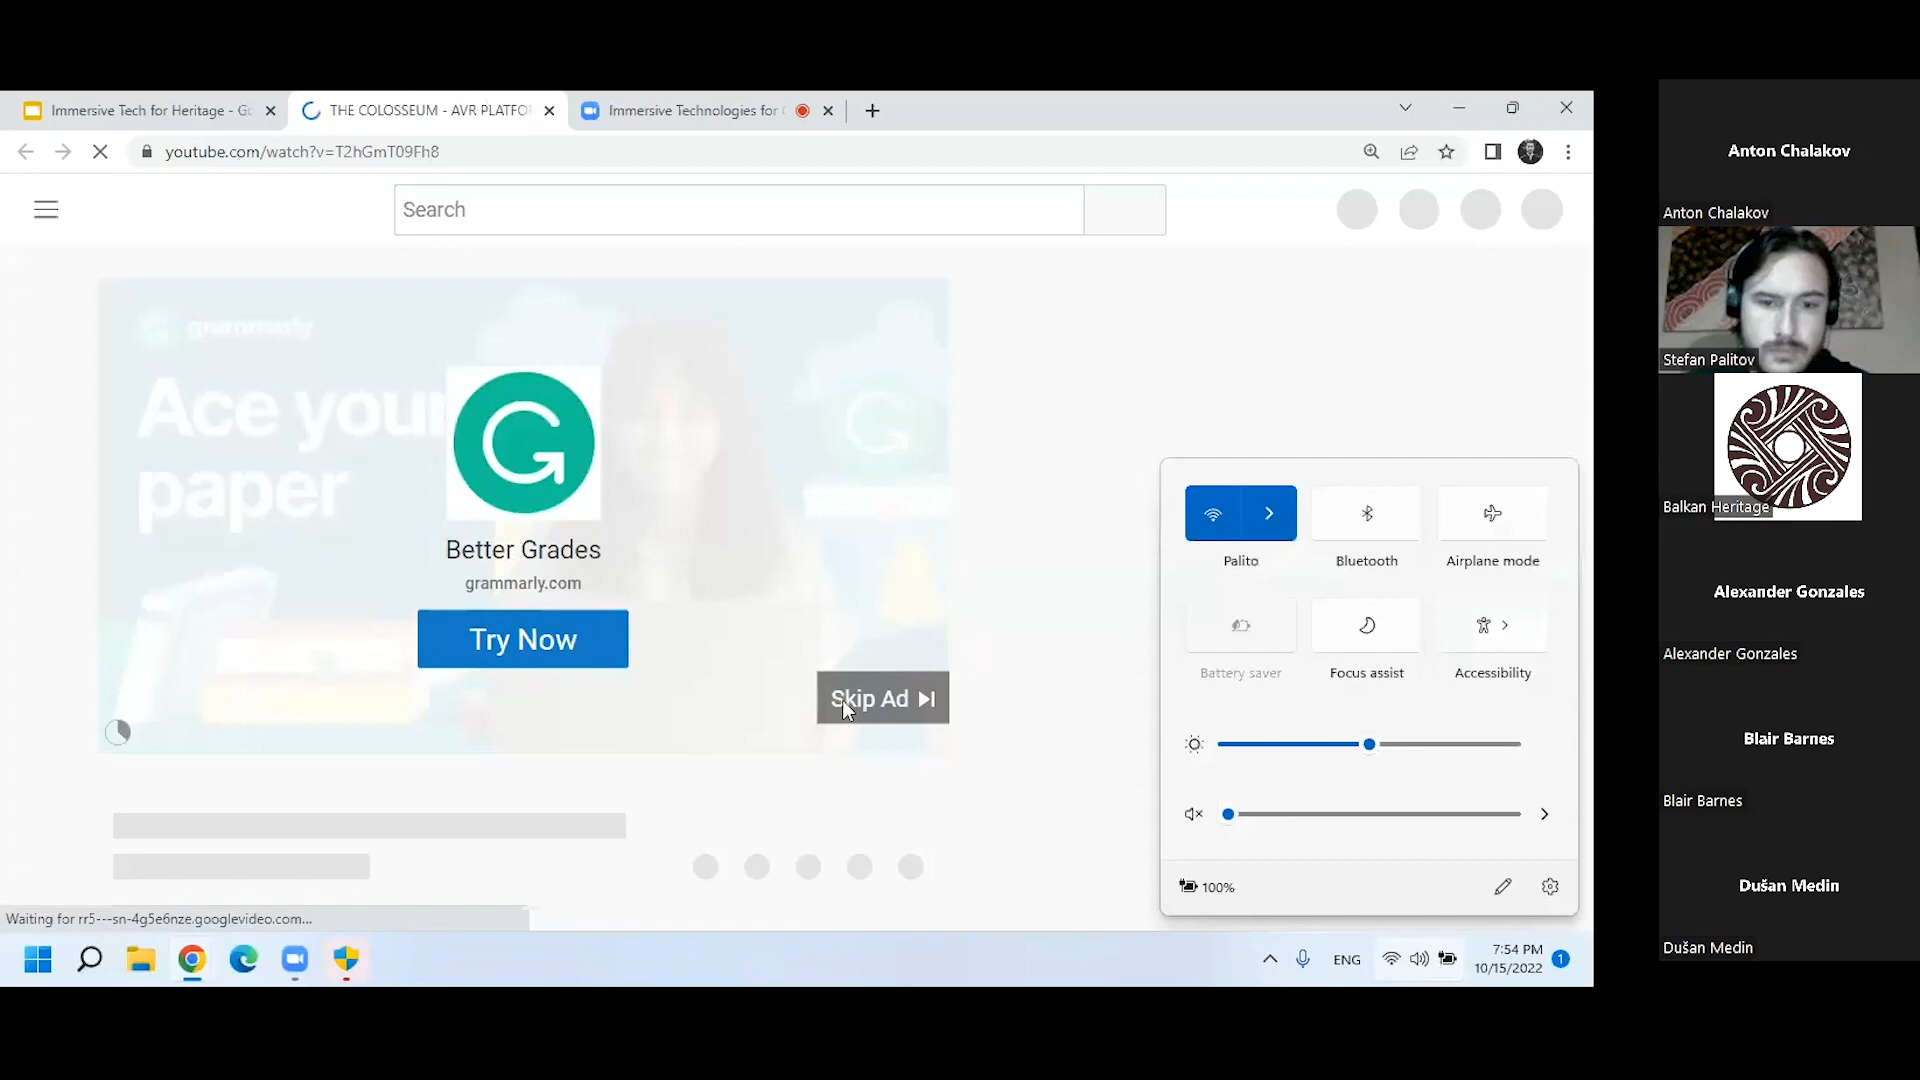 Immersive Tech for Heritage - Go
THE COLOSSEUM - AVR PLATFO
Immersive Technologies for
youtube.com/watch?v=T2hGmT09Fh8
Search
grammarly
Ace your
paper
Better Grades
grammarly.com
Try Now
Skip Ad
Palito
Bluetooth
Airplane mode
Battery saver
Focus assist
Accessibility
100%
Waiting for rr5---sn-4g5e6nze.googlevideo.com...
ENG
7:54 PM
10/15/2022
1
Anton Chalakov
Anton Chalakov
Stefan Palitov
Balkan Heritage
Alexander Gonzales
Alexander Gonzales
Blair Barnes
Blair Barnes
Dušan Medin
Dušan Medin